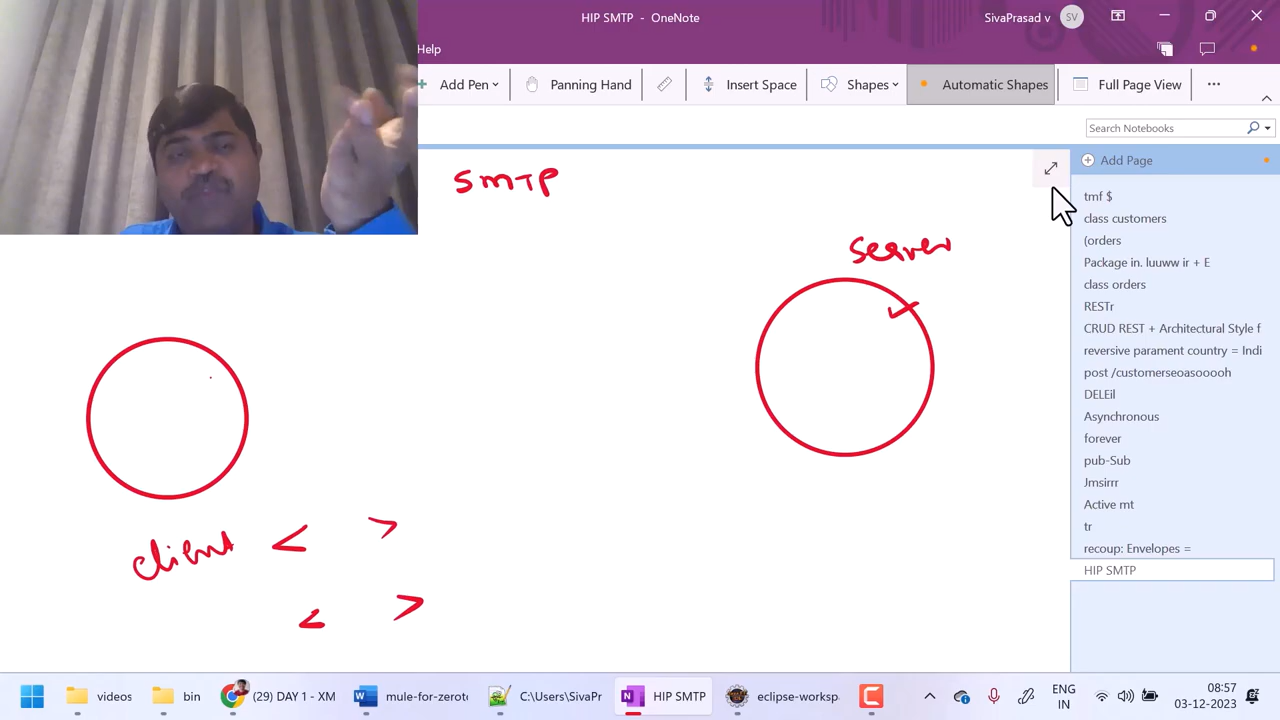 HIP SMTP - OneNote
SivaPrasad v
SV
Help
Add Pen
Panning Hand
Insert Space
Shapes
Automatic Shapes
Full Page View
Search Notebooks
Add Page
SMTP
server
client < >
< >
tmf $
class customers
(orders
Package in. luuww ir + E
class orders
RESTr
CRUD REST + Architectural Style f
reversive parament country = Indi
post /customerseoasooooh
DELEil
Asynchronous
forever
pub-Sub
Jmsirrr
Active mt
tr
recoup: Envelopes =
HIP SMTP
videos
bin
(29) DAY 1 - XM
mule-for-zerot
C:\Users\SivaPr
HIP SMTP
eclipse-worksp
ENG
IN
08:57
03-12-2023